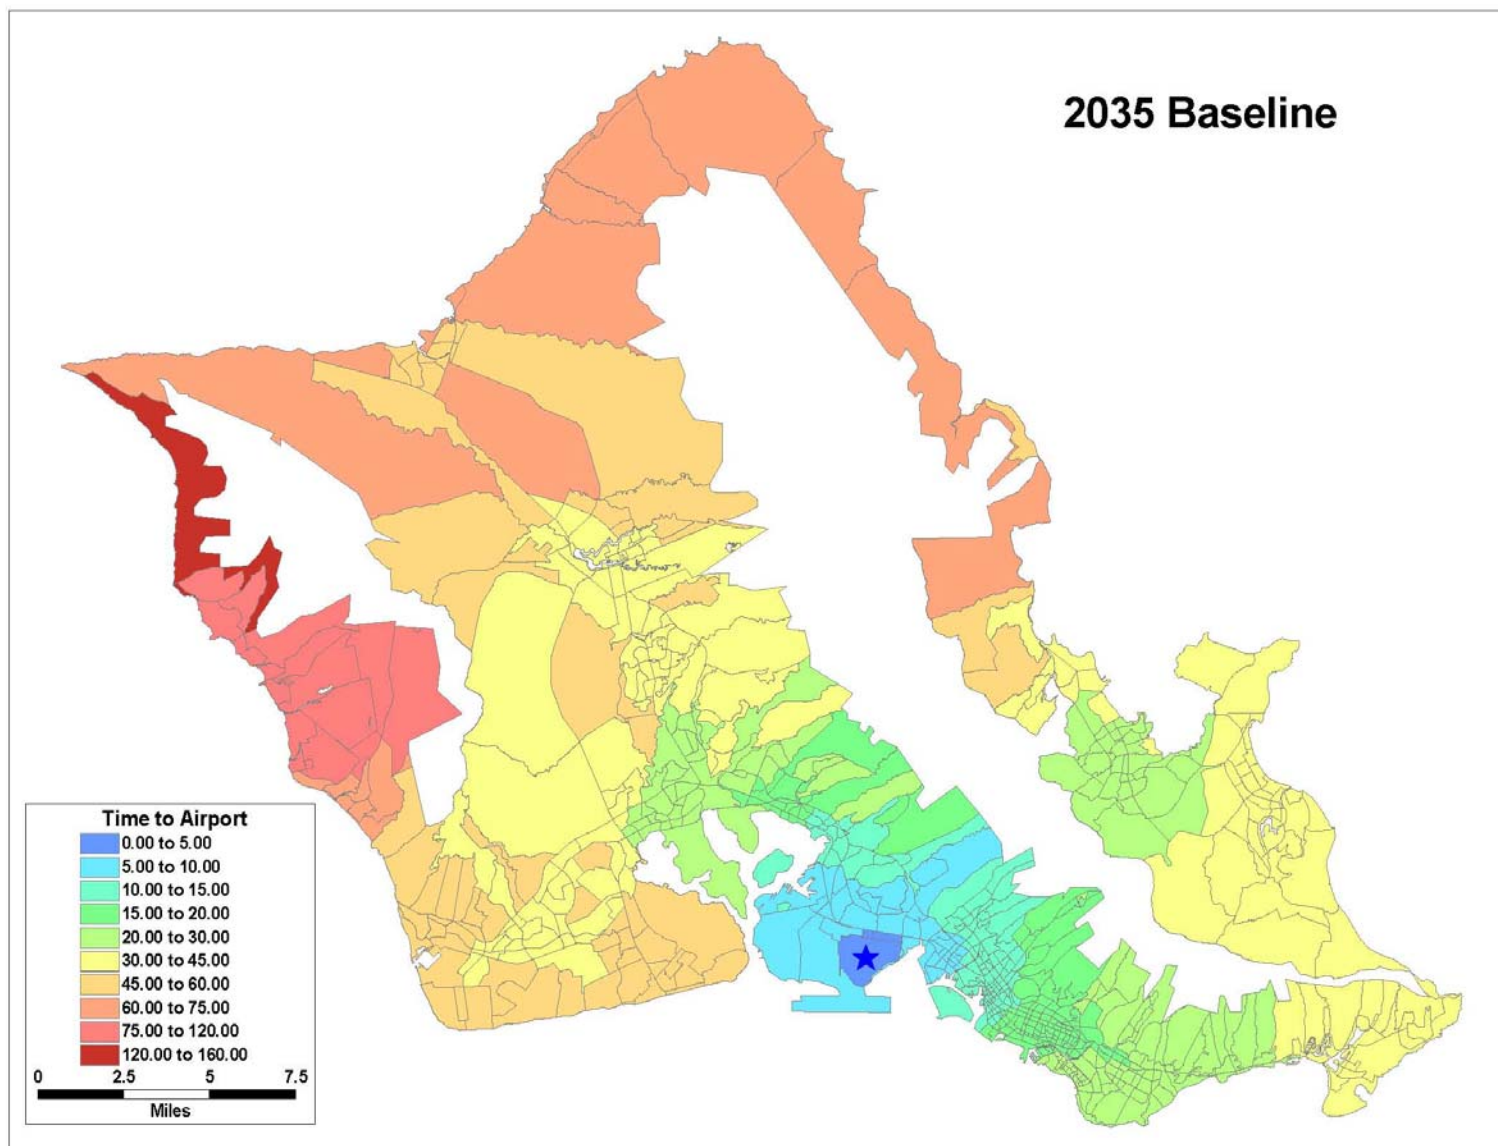 2035 Baseline
Time to Airport
0.00 to 5.00
5.00 to 10.00
10.00 to 15.00
15.00 to 20.00
20.00 to 30.00
30.00 to 45.00
45.00 to 60.00
60.00 to 75.00
75.00 to 120.00
120.00 to 160.00
0 2.5 5 7.5
Miles